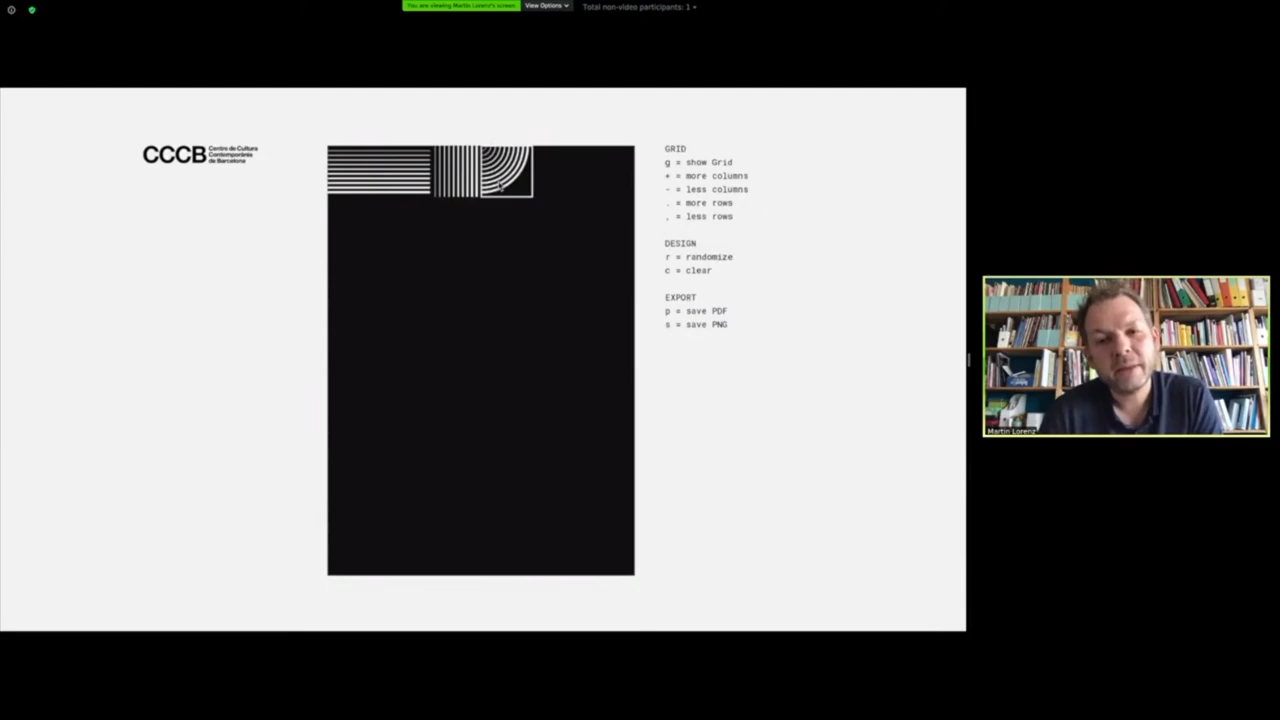 You are viewing Martin Lorenz's screen
View Options
Total non-video participants: 1
CCCB
Centre de Cultura
Contemporània
de Barcelona
GRID
g = show Grid
+ = more columns
- = less columns
. = more rows
, = less rows
DESIGN
r = randomize
c = clear
EXPORT
p = save PDF
s = save PNG
Martin Lorenz